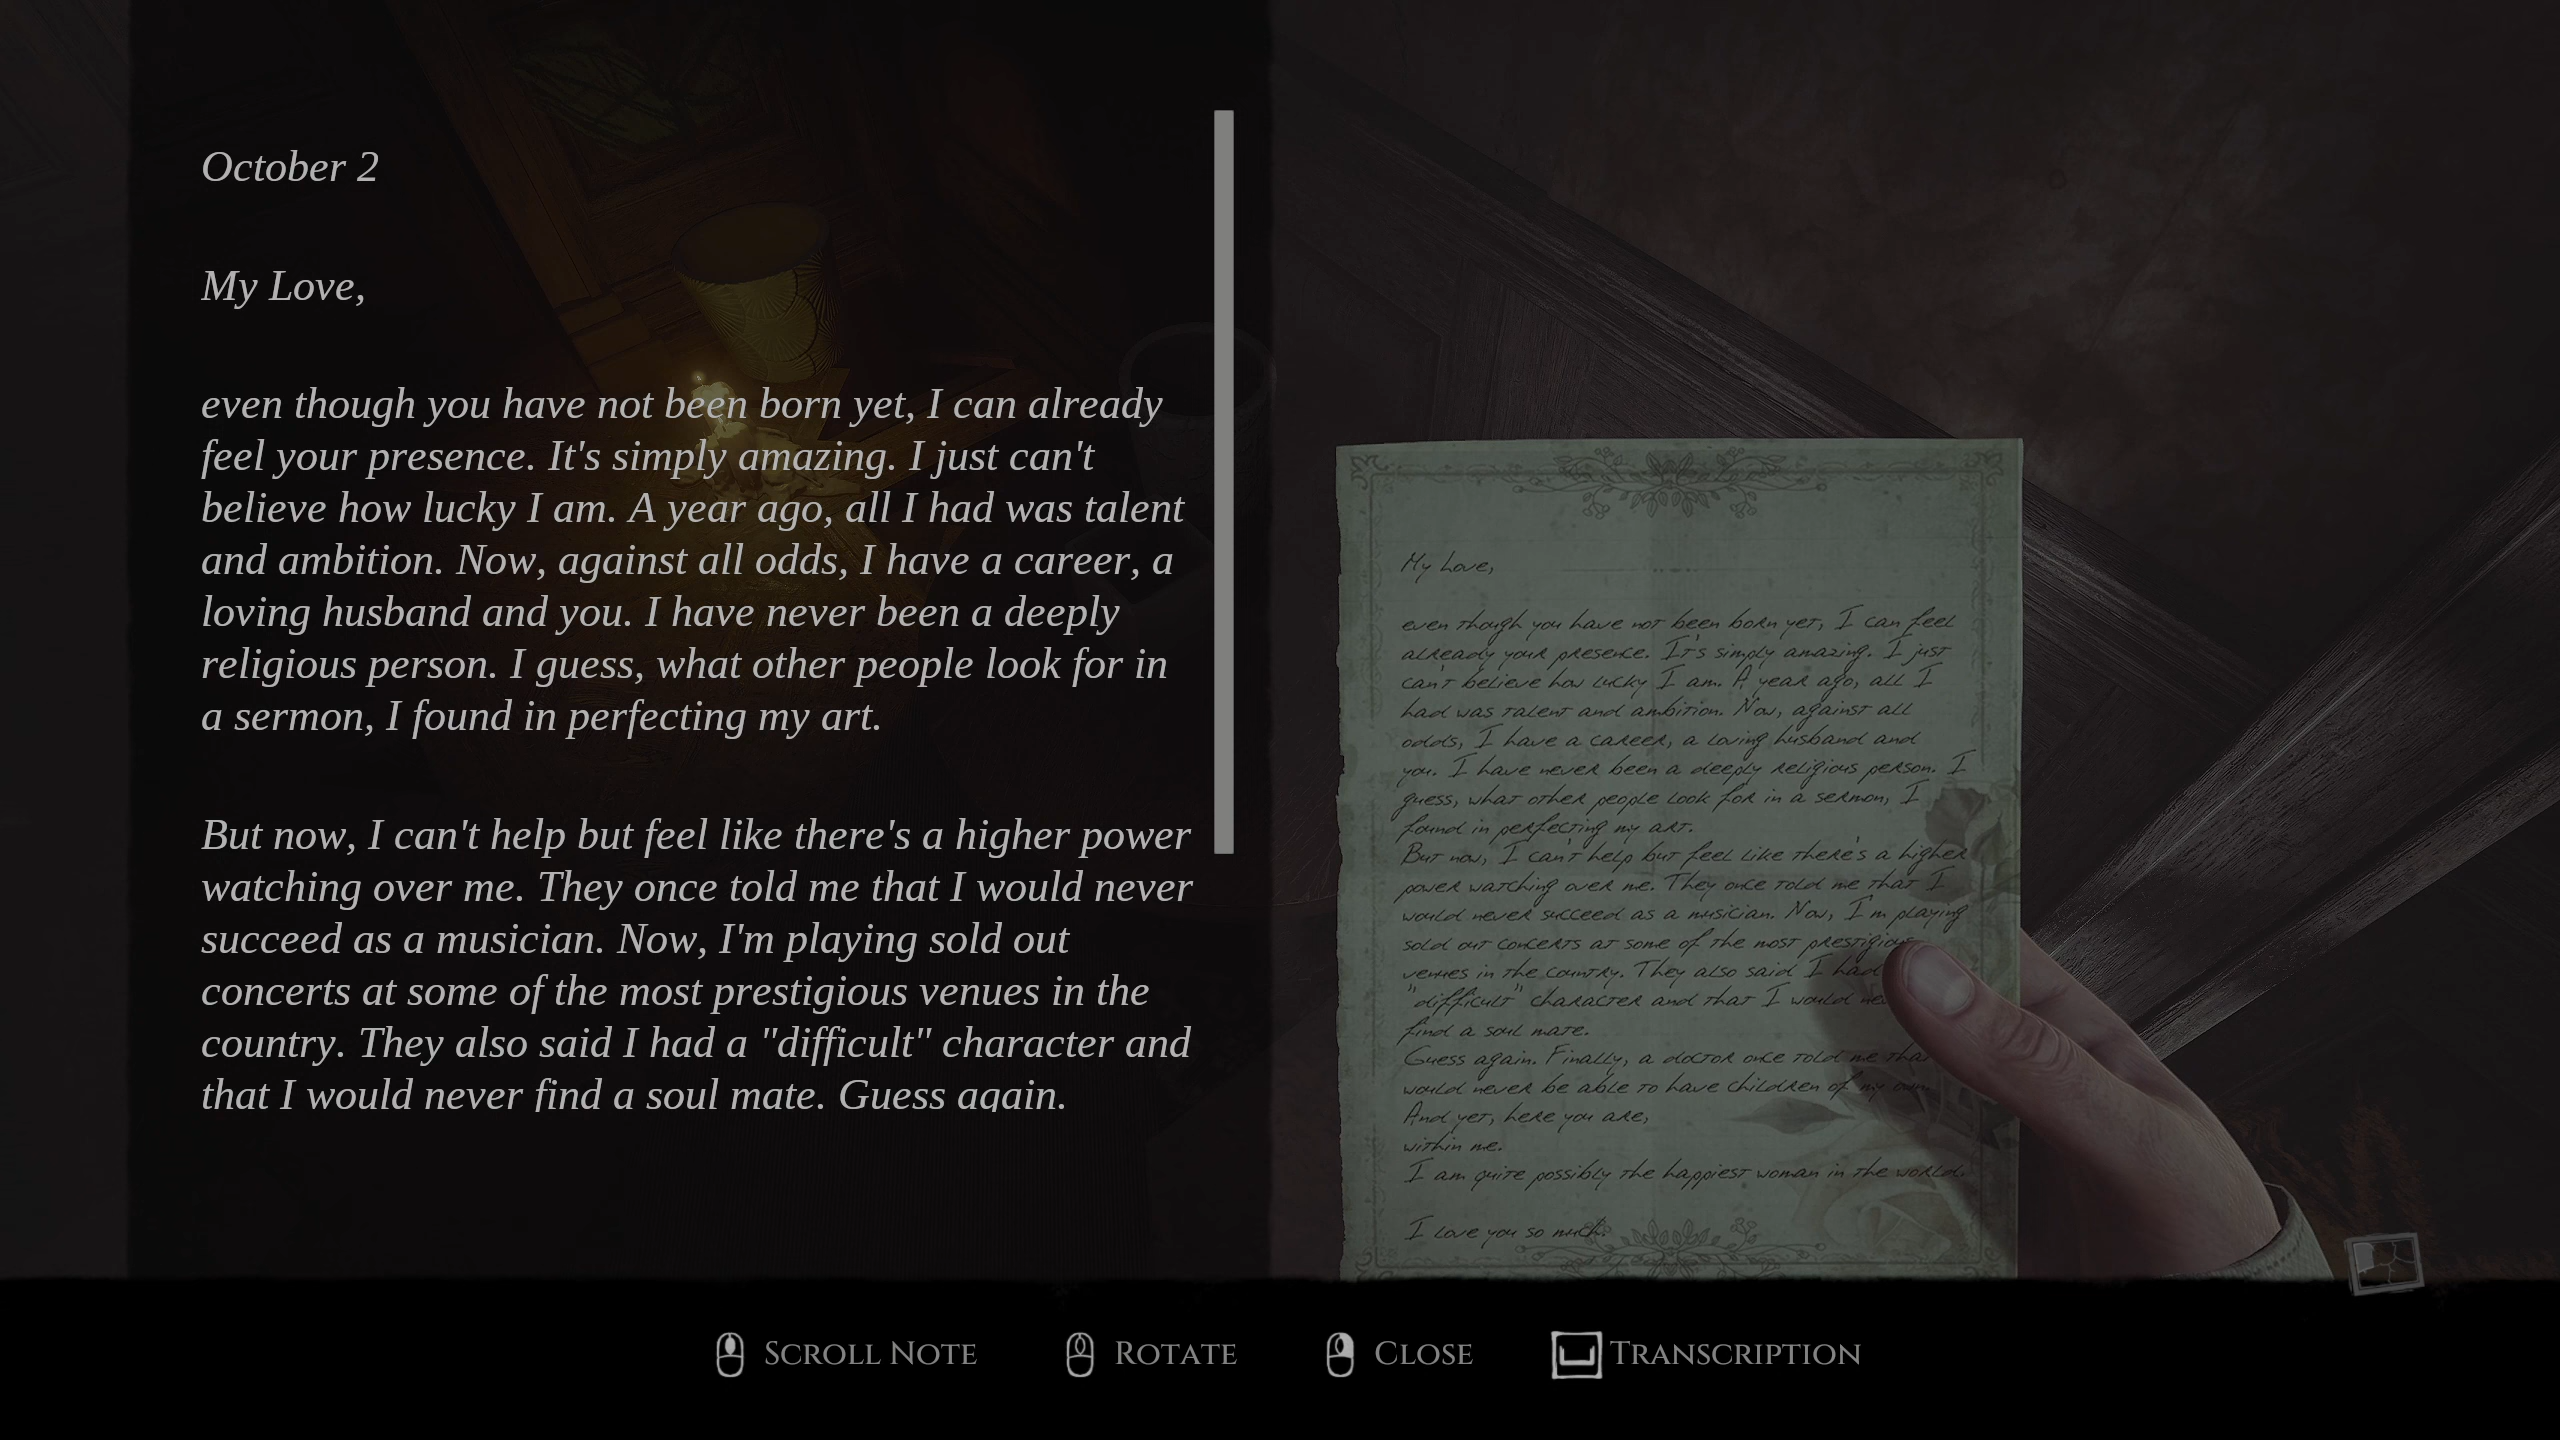 October 2
My Love,
even though you have not been born yet, I can already
feel your presence. It's simply amazing. I just can't
believe how lucky I am. A year ago, all I had was talent
and ambition. Now, against all odds, I have a career, a
loving husband and you. I have never been a deeply
religious person. I guess, what other people look for in
a sermon, I found in perfecting my art.
But now, I can't help but feel like there's a higher power
watching over me. They once told me that I would never
succeed as a musician. Now, I'm playing sold out
concerts at some of the most prestigious venues in the
country. They also said I had a "difficult" character and
that I would never find a soul mate. Guess again.
My Love,
even though you have not been born yet, I can feel
already your presence. It's simply amazing. I just
can't believe how lucky I am. A year ago, all I
had was talent and ambition. Now, against all
odds, I have a career, a loving husband and
you. I have never been a deeply religious person. I
guess, what other people look for in a sermon, I
found in perfecting my art.
But now, I can't help but feel like there's a higher
power watching over me. They once told me that I
would never succeed as a musician. Now, I'm playing
sold out concerts at some of the most prestigious
venues in the country. They also said I had
"difficult" character and that I would
find a soul mate.
Guess again. Finally, a doctor once told me that
would never be able to have children of my own.
And yet, here you are,
within me.
I am quite possibly the happiest woman in the world.
I love you so much.
SCROLL NOTE
ROTATE
CLOSE
TRANSCRIPTION